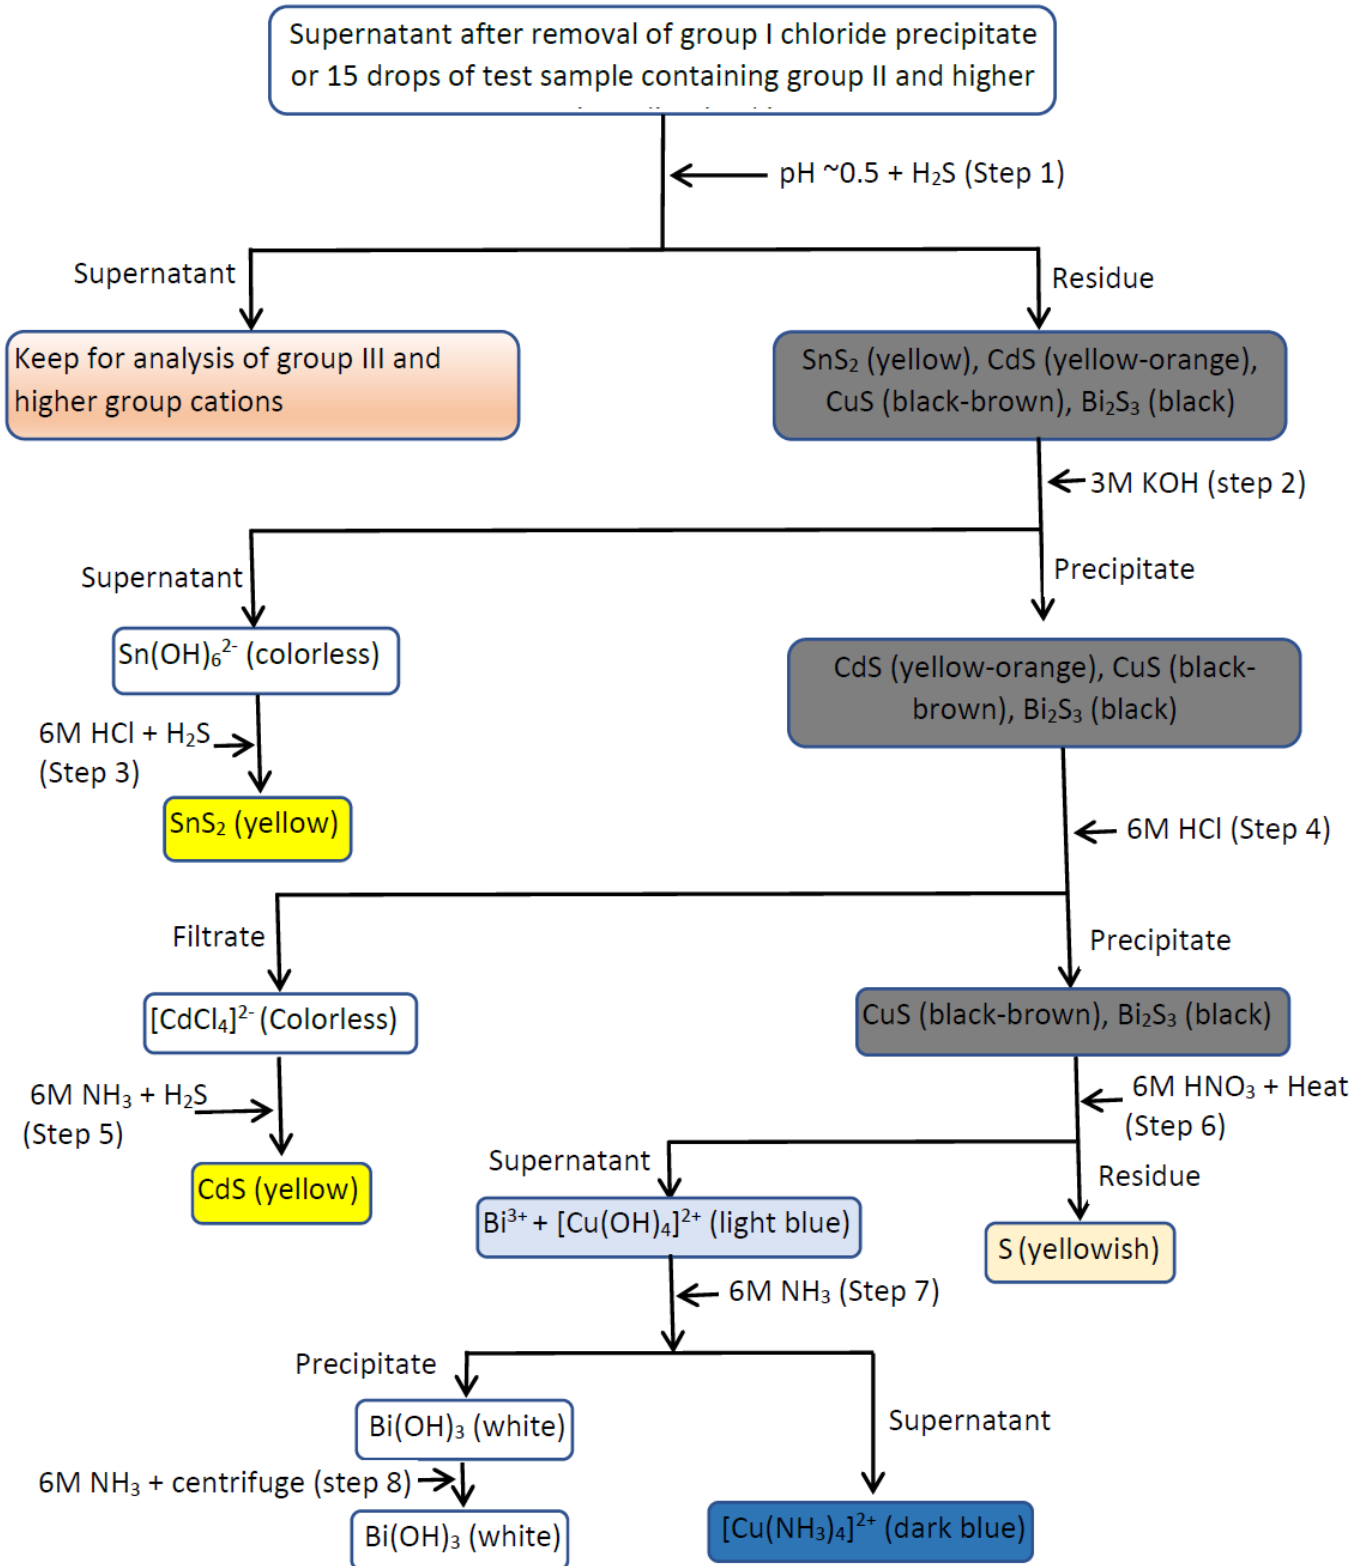 Supernatant after removal of group I chloride precipitate
or 15 drops of test sample containing group II and higher
pH ~0.5 + H₂S (Step 1)
Supernatant
Residue
Keep for analysis of group III and
higher group cations
SnS₂ (yellow), CdS (yellow-orange),
CuS (black-brown), Bi₂S₃ (black)
3M KOH (step 2)
Supernatant
Precipitate
Sn(OH)₆²⁻ (colorless)
CdS (yellow-orange), CuS (black-
brown), Bi₂S₃ (black)
6M HCl + H₂S
(Step 3)
SnS₂ (yellow)
6M HCl (Step 4)
Filtrate
Precipitate
[CdCl₄]²⁻ (Colorless)
CuS (black-brown), Bi₂S₃ (black)
6M NH₃ + H₂S
(Step 5)
6M HNO₃ + Heat
(Step 6)
CdS (yellow)
Supernatant
Residue
Bi³⁺ + [Cu(OH)₄]²⁺ (light blue)
S (yellowish)
6M NH₃ (Step 7)
Precipitate
Supernatant
Bi(OH)₃ (white)
6M NH₃ + centrifuge (step 8)
Bi(OH)₃ (white)
[Cu(NH₃)₄]²⁺ (dark blue)